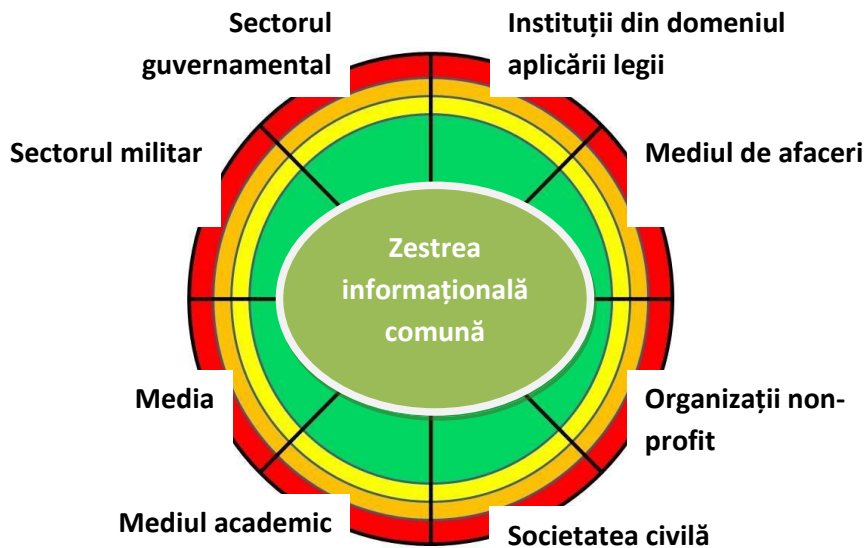 Sectorul
guvernamental
Instituții din domeniul
aplicării legii
Sectorul militar
Mediul de afaceri
Zestrea
informațională
comună
Media
Organizații non-
profit
Mediul academic
Societatea civilă